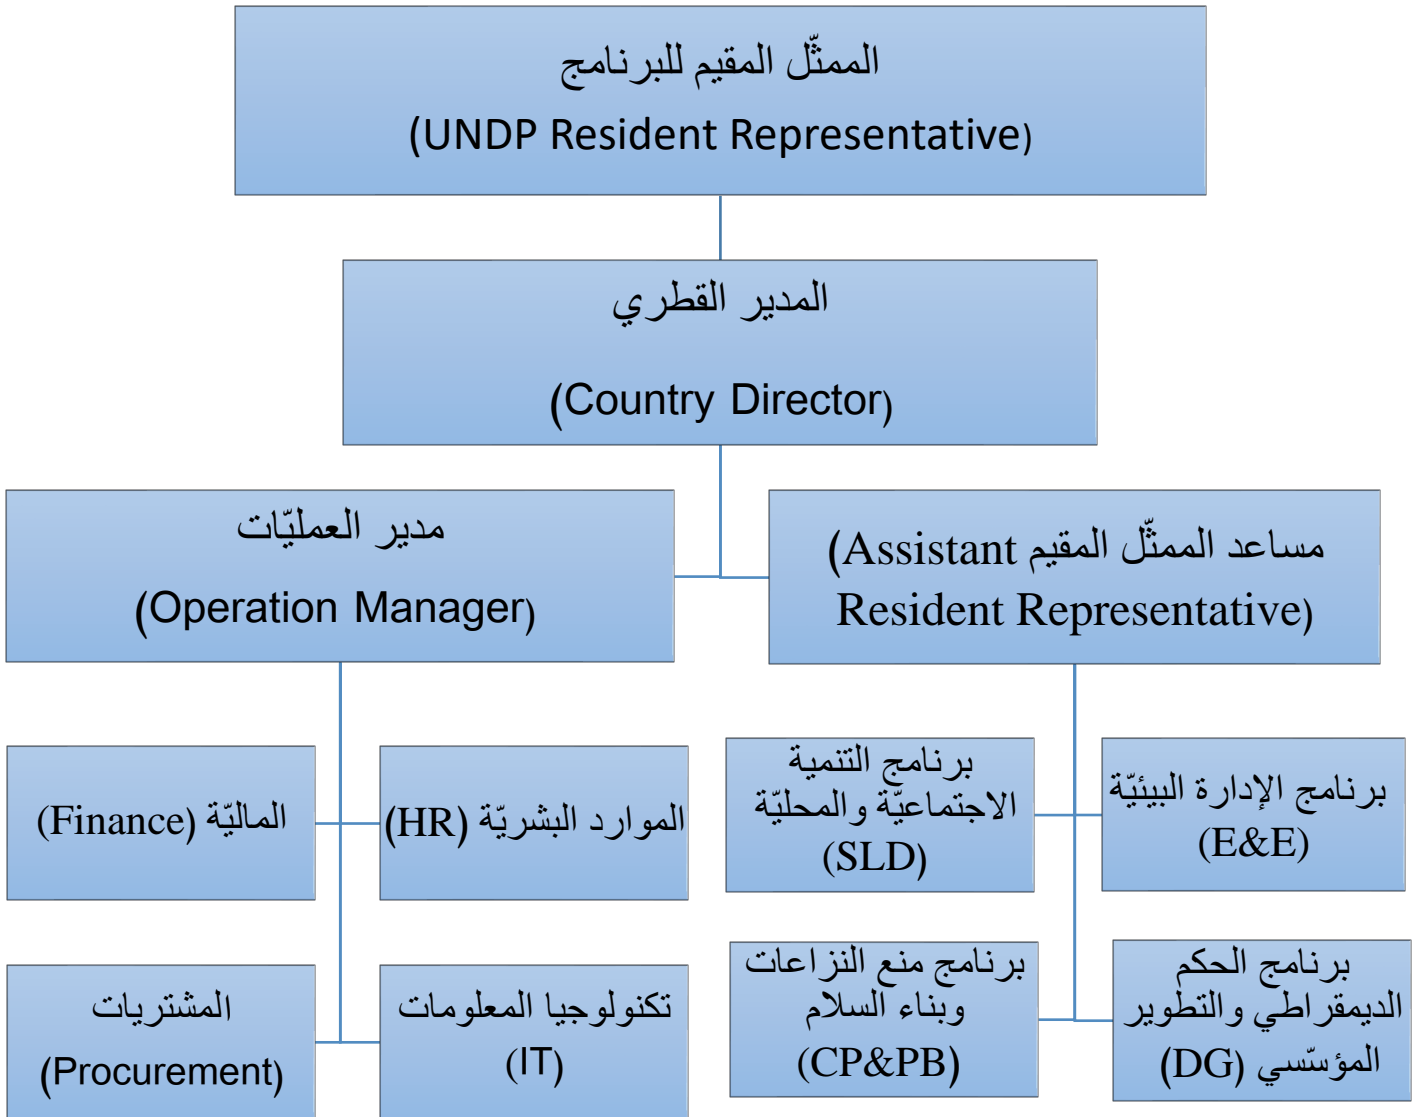 الممثّل المقيم للبرنامج
(UNDP Resident Representative)
المدير القطري
(Country Director)
مساعد الممثّل المقيم (Assistant
Resident Representative)
مدير العمليّات
(Operation Manager)
برنامج الإدارة البيئيّة
(E&E)
برنامج التنمية
الاجتماعيّة والمحليّة
(SLD)
الموارد البشريّة (HR)
الماليّة (Finance)
برنامج الحكم
الديمقراطي والتطوير
المؤسّسي (DG)
برنامج منع النزاعات
وبناء السلام
(CP&PB)
تكنولوجيا المعلومات
(IT)
المشتريات
(Procurement)